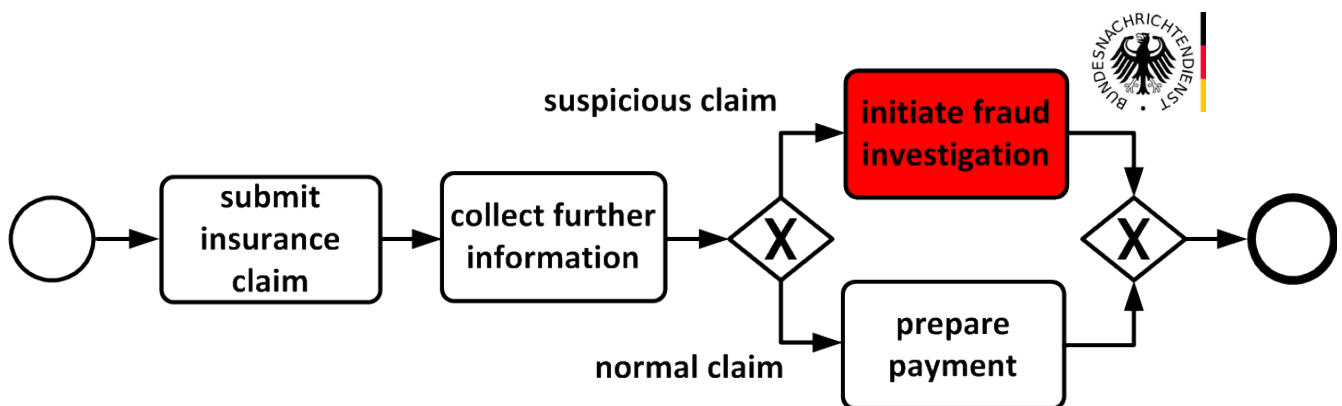 submit
insurance
claim
collect further
information
X
suspicious claim
initiate fraud
investigation
BUNDESNACHRICHTENDIENST
normal claim
prepare
payment
X